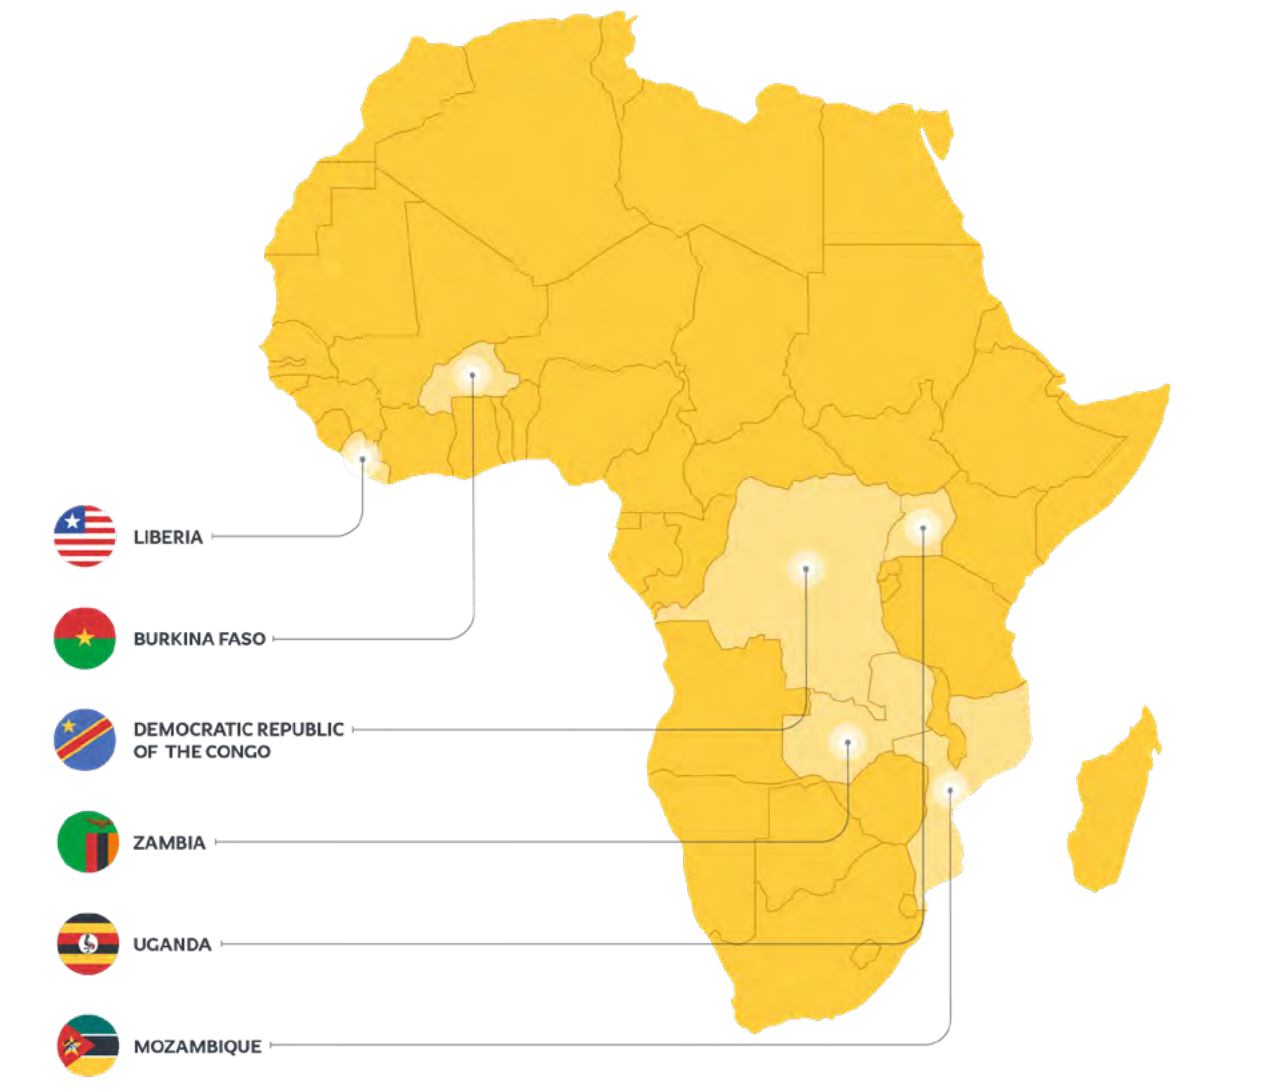 LIBERIA
BURKINA FASO
DEMOCRATIC REPUBLIC
OF THE CONGO
ZAMBIA
UGANDA
MOZAMBIQUE